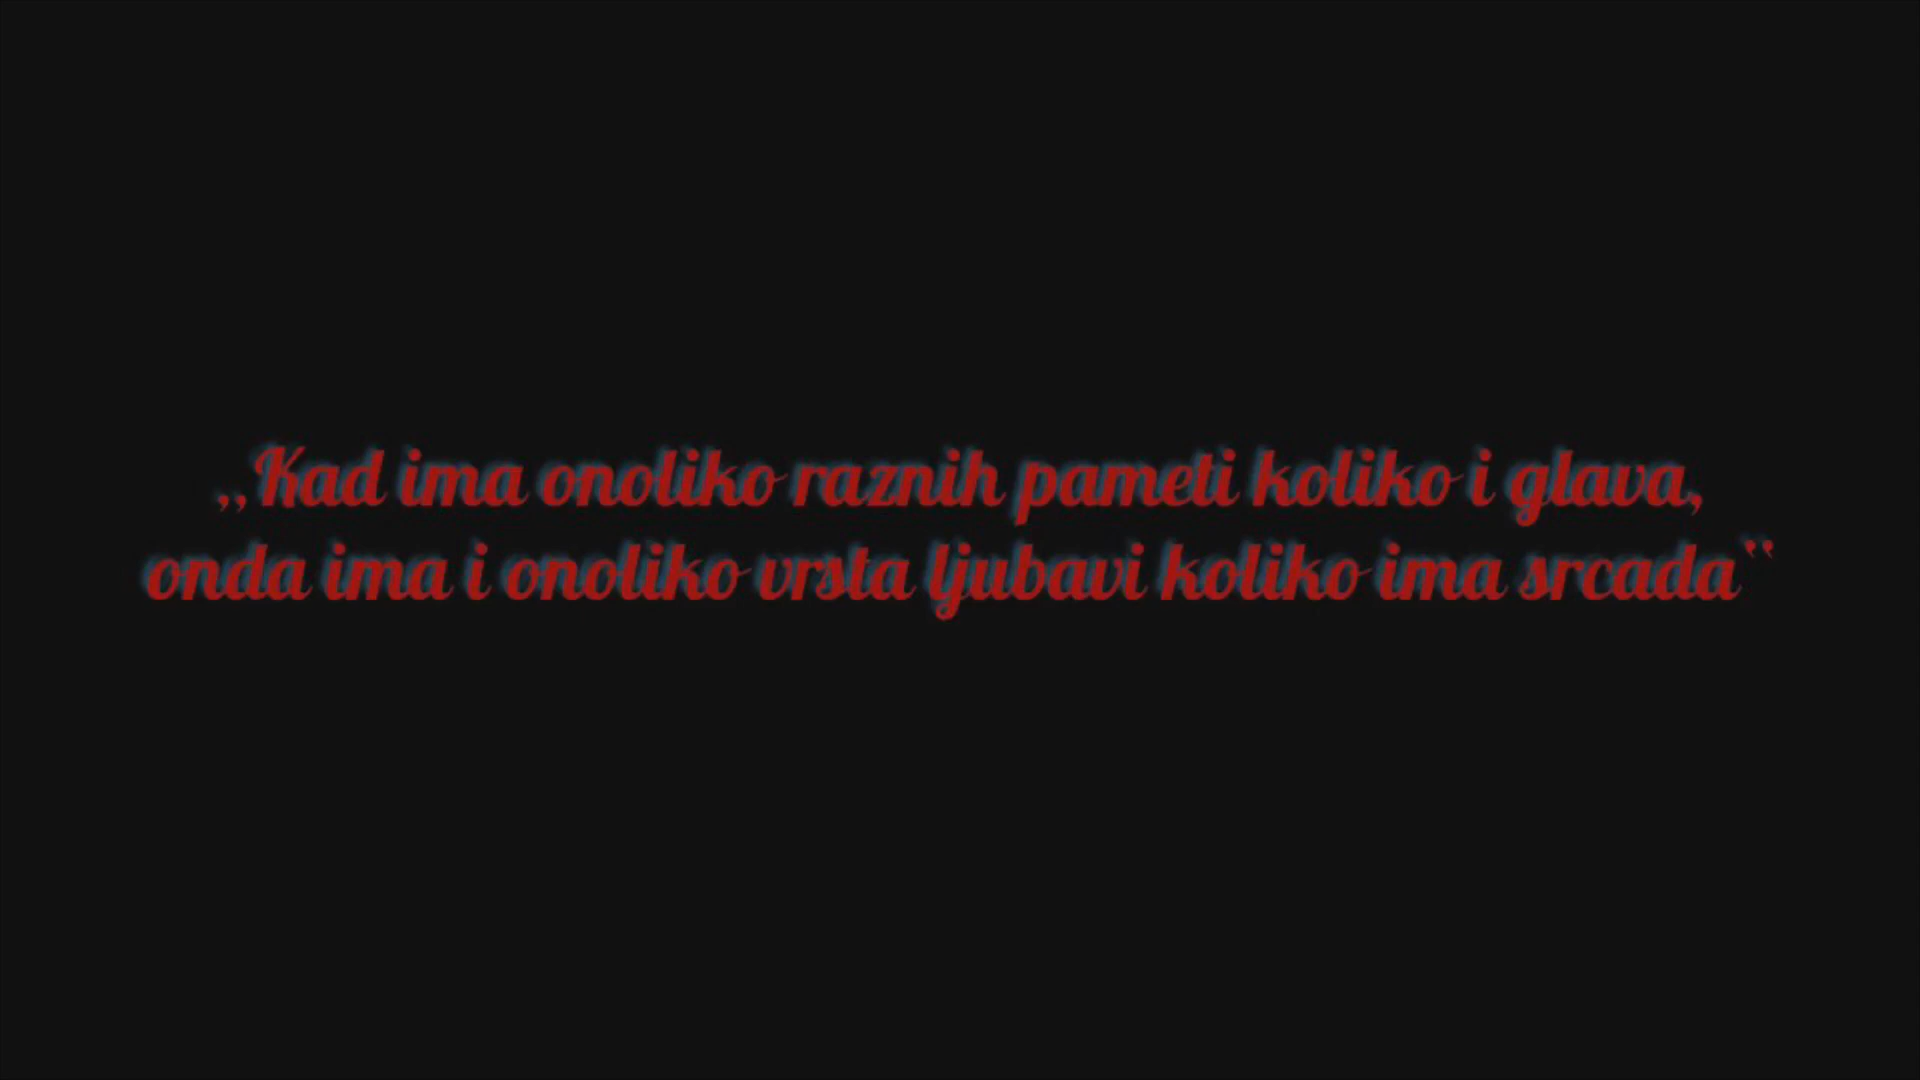 „Kad ima onoliko raznih pameti koliko i glava,
onda ima i onoliko vrsta ljubavi koliko ima srcada‟